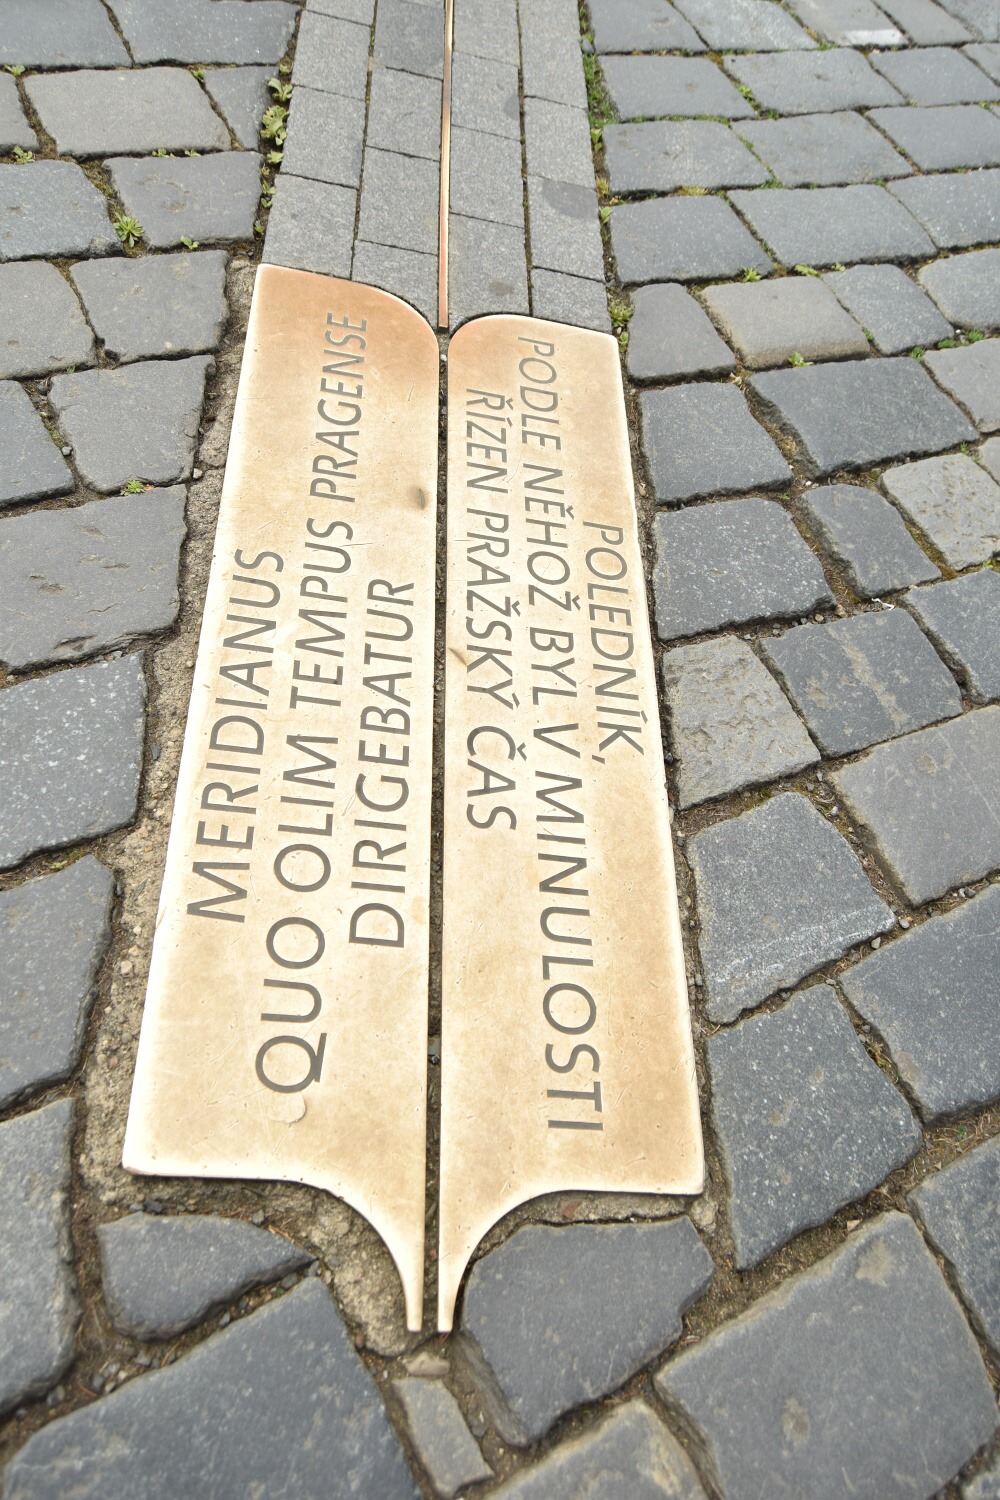 MERIDIANUS
QUO OLIM TEMPUS PRAGENSE
DIRIGEBATUR
POLEDNÍK,
PODLE NĚHOŽ BYL V MINULOSTI
ŘÍZEN PRAŽSKÝ ČAS